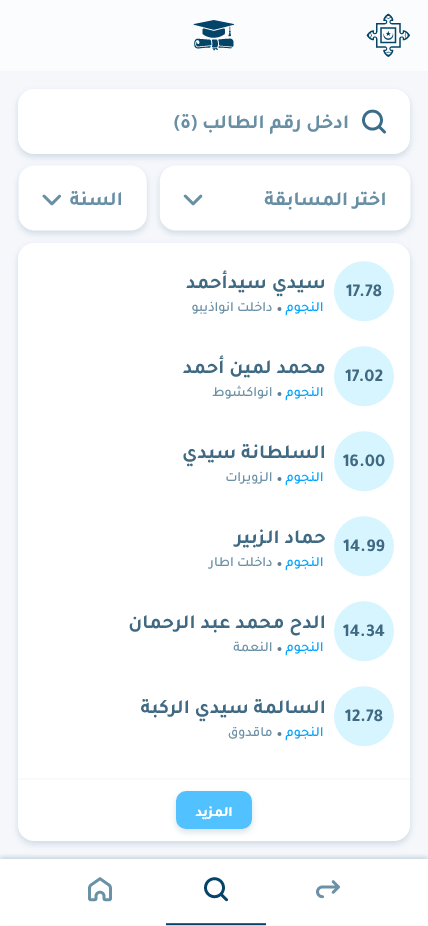 ادخل رقم الطالب (ة)
اختر المسابقة
السنة
17.78
سيدي سيدأحمد
النجوم • داخلت انواذيبو
17.02
محمد لمين أحمد
النجوم • انواكشوط
16.00
السلطانة سيدي
النجوم • الزويرات
14.99
حماد الزبير
النجوم • داخلت اطار
14.34
الدح محمد عبد الرحمان
النجوم • النعمة
12.78
السالمة سيدي الركبة
النجوم • ماقدوق
المزيد